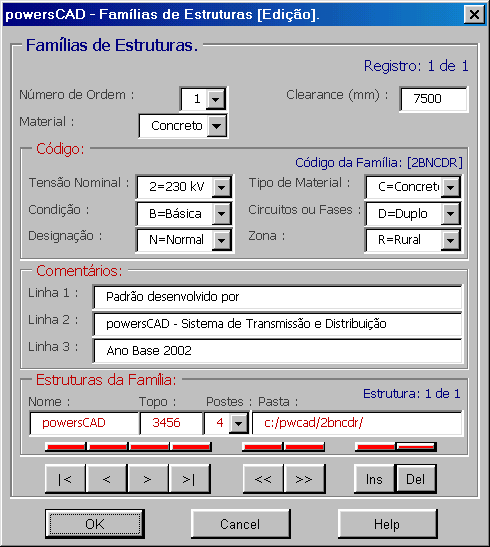 powersCAD - Famílias de Estruturas [Edição].
Famílias de Estruturas.
Registro: 1 de 1
Número de Ordem : 1 Clearance (mm) : 7500
Material : Concreto
Código:
Código da Família: [2BNCDR]
Tensão Nominal : 2=230 kV Tipo de Material : C=Concreto
Condição : B=Básica Circuitos ou Fases : D=Duplo
Designação : N=Normal Zona : R=Rural
Comentários:
Linha 1 : Padrão desenvolvido por
Linha 2 : powersCAD - Sistema de Transmissão e Distribuição
Linha 3 : Ano Base 2002
Estruturas da Família:
Estrutura: 1 de 1
Nome : Topo : Postes : Pasta :
powersCAD 3456 4 c:/pwcad/2bncdr/
|< < > >| << >> Ins Del
OK Cancel Help